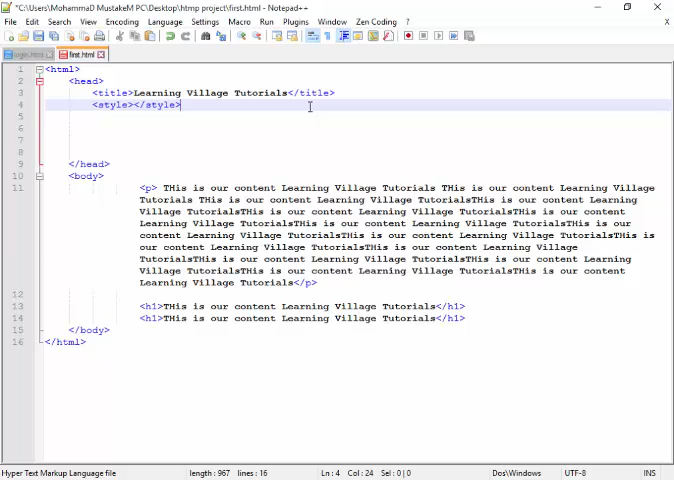 *C:\Users\MohammaD MustakeM PC\Desktop\htmp project\first.html - Notepad++
File Edit Search View Encoding Language Settings Macro Run Plugins Window Zen Coding ?
X
login.html first.html
1 <html>
2 <head>
3 <title>Learning Village Tutorials</title>
4 <style></style>
5
6
7
8
9 </head>
10 <body>
11 <p> THis is our content Learning Village Tutorials THis is our content Learning Village
Tutorials THis is our content Learning Village TutorialsTHis is our content Learning
Village TutorialsTHis is our content Learning Village TutorialsTHis is our content
Learning Village TutorialsTHis is our content Learning Village TutorialsTHis is our
content Learning Village TutorialsTHis is our content Learning Village TutorialsTHis is
our content Learning Village TutorialsTHis is our content Learning Village
TutorialsTHis is our content Learning Village TutorialsTHis is our content Learning
Village TutorialsTHis is our content Learning Village TutorialsTHis is our content
Learning Village Tutorials</p>
12
13 <h1>THis is our content Learning Village Tutorials</h1>
14 <h1>THis is our content Learning Village Tutorials</h1>
15 </body>
16 </html>
Hyper Text Markup Language file length : 967 lines : 16 Ln : 4 Col : 24 Sel : 0 | 0 Dos\Windows UTF-8 INS